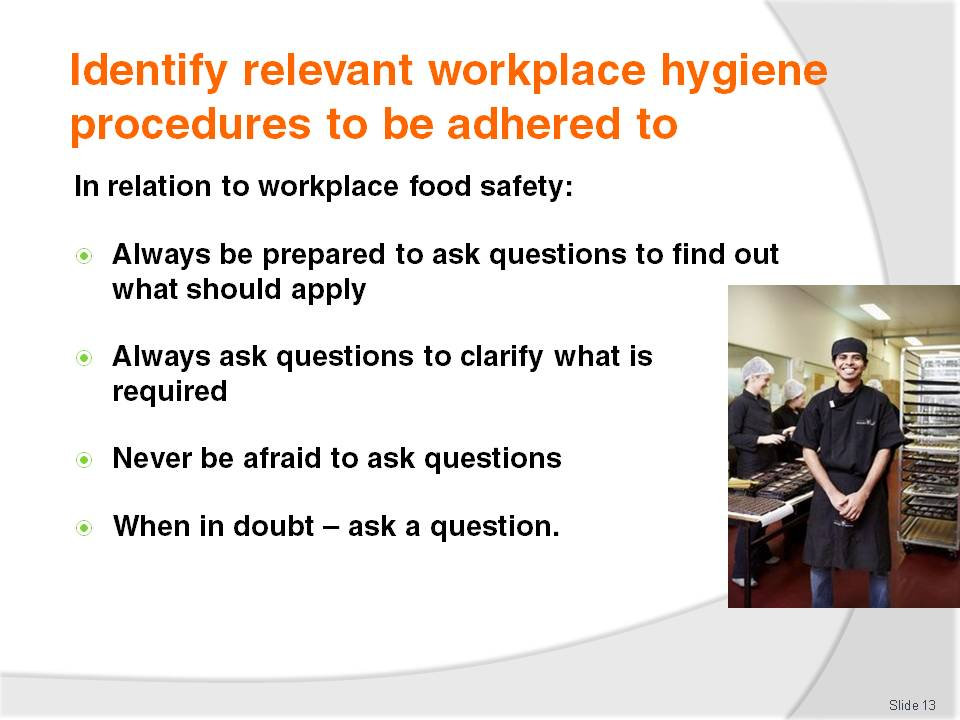 Identify relevant workplace hygiene
procedures to be adhered to
In relation to workplace food safety:
Always be prepared to ask questions to find out
what should apply
Always ask questions to clarify what is
required
Never be afraid to ask questions
When in doubt – ask a question.
Slide 13